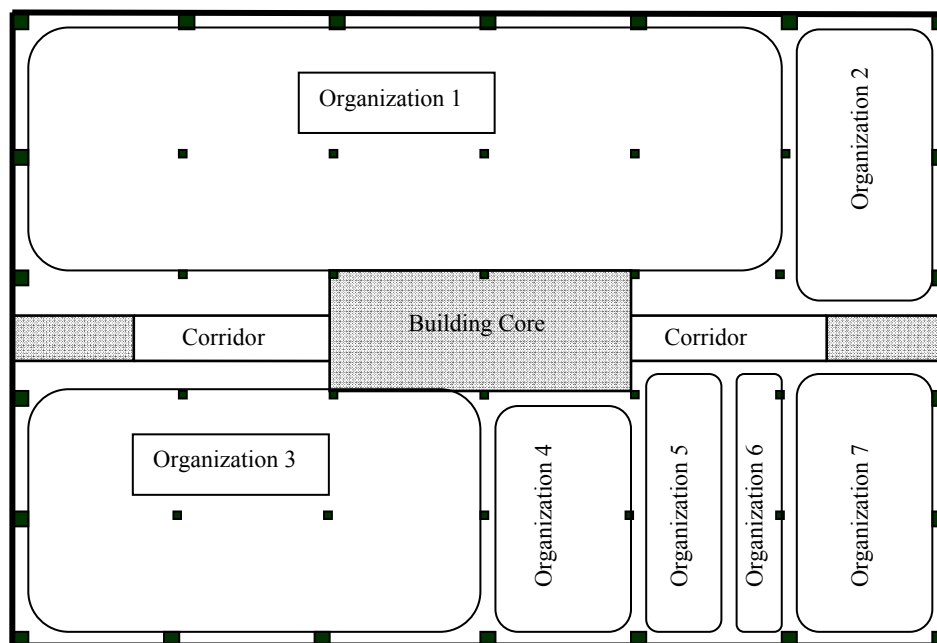 Organization 1
Organization 2
Corridor
Building Core
Corridor
Organization 3
Organization 4
Organization 5
Organization 6
Organization 7